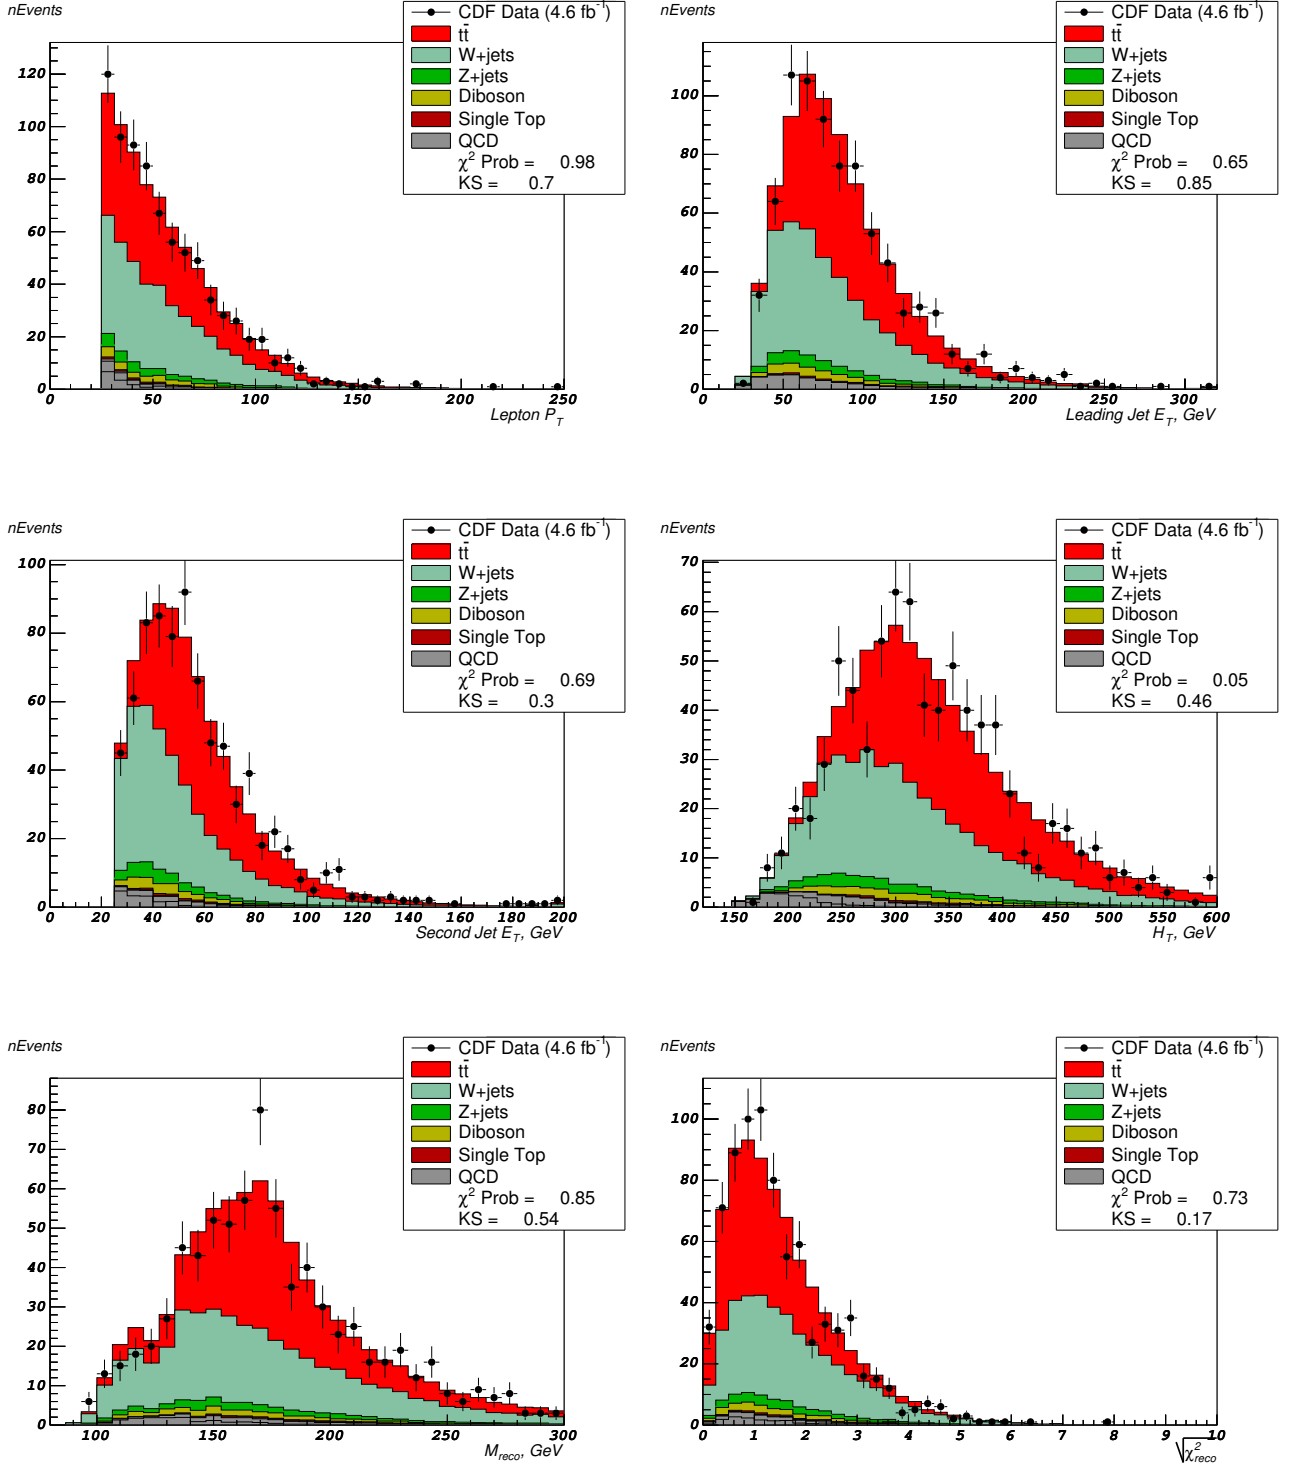 nEvents
CDF Data (4.6 fb⁻¹)
tt̄
W+jets
Z+jets
Diboson
Single Top
QCD
χ² Prob = 0.98
KS = 0.7
120
100
80
60
40
20
0
0 50 100 150 200 250
Lepton P_T
nEvents
CDF Data (4.6 fb⁻¹)
tt̄
W+jets
Z+jets
Diboson
Single Top
QCD
χ² Prob = 0.65
KS = 0.85
100
80
60
40
20
0
0 50 100 150 200 250 300
Leading Jet E_T, GeV
nEvents
CDF Data (4.6 fb⁻¹)
tt̄
W+jets
Z+jets
Diboson
Single Top
QCD
χ² Prob = 0.69
KS = 0.3
100
80
60
40
20
0
0 20 40 60 80 100 120 140 160 180 200
Second Jet E_T, GeV
nEvents
CDF Data (4.6 fb⁻¹)
tt̄
W+jets
Z+jets
Diboson
Single Top
QCD
χ² Prob = 0.05
KS = 0.46
70
60
50
40
30
20
10
0
150 200 250 300 350 400 450 500 550 600
H_T, GeV
nEvents
CDF Data (4.6 fb⁻¹)
tt̄
W+jets
Z+jets
Diboson
Single Top
QCD
χ² Prob = 0.85
KS = 0.54
80
70
60
50
40
30
20
10
0
100 150 200 250 300
M_reco, GeV
nEvents
CDF Data (4.6 fb⁻¹)
tt̄
W+jets
Z+jets
Diboson
Single Top
QCD
χ² Prob = 0.73
KS = 0.17
100
80
60
40
20
0
0 1 2 3 4 5 6 7 8 9 10
√χ²_reco